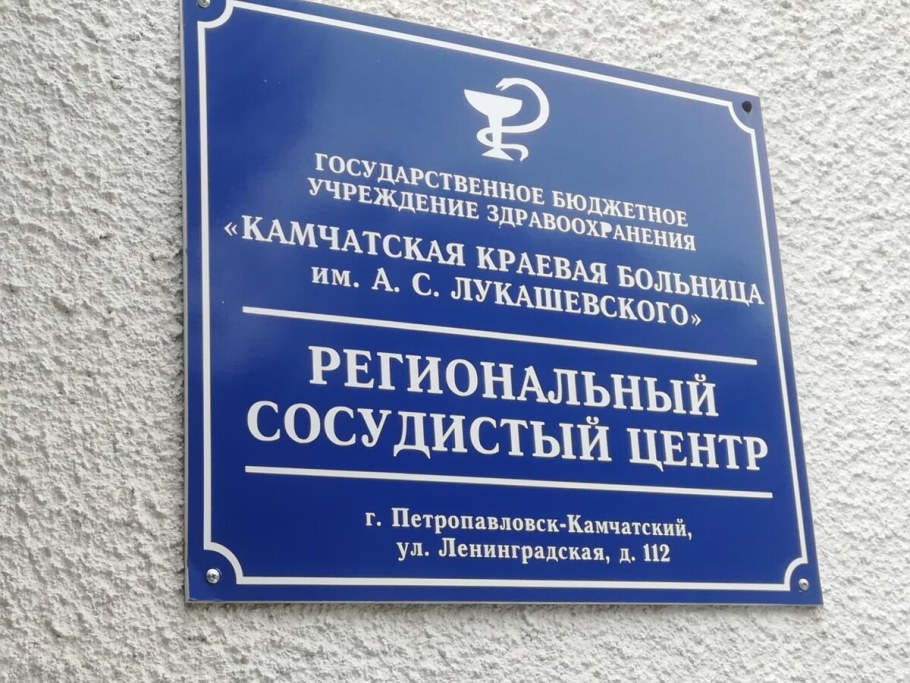 ГОСУДАРСТВЕННОЕ БЮДЖЕТНОЕ
УЧРЕЖДЕНИЕ ЗДРАВООХРАНЕНИЯ
«КАМЧАТСКАЯ КРАЕВАЯ БОЛЬНИЦА
им. А. С. ЛУКАШЕВСКОГО»
РЕГИОНАЛЬНЫЙ
СОСУДИСТЫЙ ЦЕНТР
г. Петропавловск-Камчатский,
ул. Ленинградская, д. 112